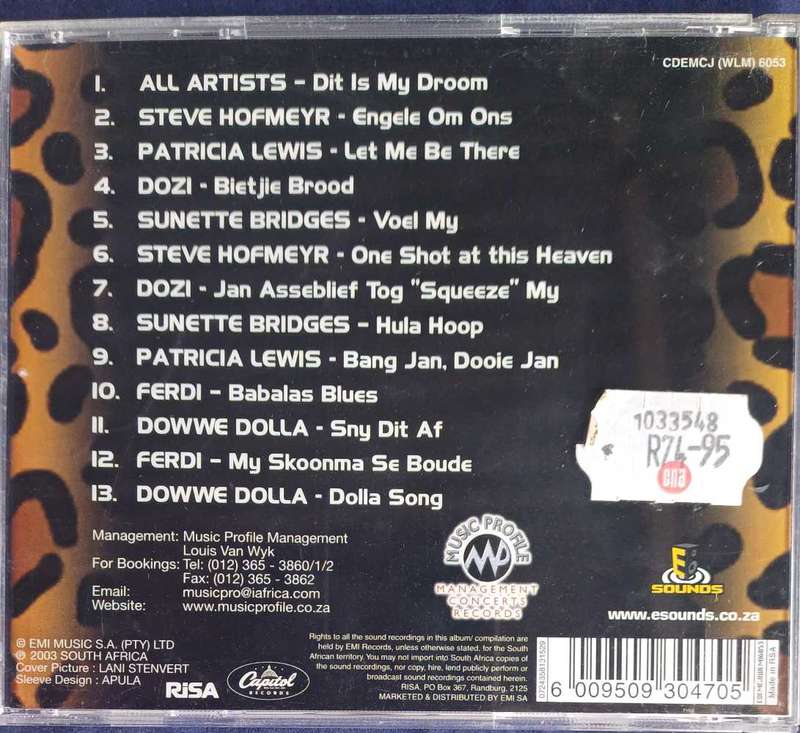 CDEMCJ (WLM) 6053
1. ALL ARTISTS – Dit Is My Droom
2. STEVE HOFMEYR - Engele Om Ons
3. PATRICIA LEWIS - Let Me Be There
4. DOZI - Bietjie Brood
5. SUNETTE BRIDGES - Voel My
6. STEVE HOFMEYR - One Shot at this Heaven
7. DOZI - Jan Asseblief Tog "Squeeze" My
8. SUNETTE BRIDGES - Hula Hoop
9. PATRICIA LEWIS - Bang Jan, Dooie Jan
10. FERDI – Babalas Blues
11. DOWWE DOLLA - Sny Dit Af
12. FERDI – My Skoonma Se Boude
13. DOWWE DOLLA - Dolla Song
1033548
R74-95
cna
Management: Music Profile Management
Louis Van Wyk
For Bookings: Tel: (012) 365 - 3860/1/2
Fax: (012) 365 - 3862
Email: musicpro@iafrica.com
Website: www.musicprofile.co.za
MUSIC PROFILE
MP
MANAGEMENT
CONCERTS
RECORDS
E
SOUNDS
www.esounds.co.za
© EMI MUSIC S.A. (PTY) LTD
℗ 2003 SOUTH AFRICA
Cover Picture : LANI STENVERT
Sleeve Design : APULA
RiSA
Capitol
RECORDS
Rights to all the sound recordings in this album/ compilation are
held by EMI Records, unless otherwise stated, for the South
African territory. You may not import into South Africa copies of
the sound recordings, nor copy, hire, lend publicly perform or
broadcast sound recordings contained herein.
RiSA, PO Box 367, Randburg, 2125
MARKETED & DISTRIBUTED BY EMI SA
0724358131529
6 009509 304705
Made in RSA